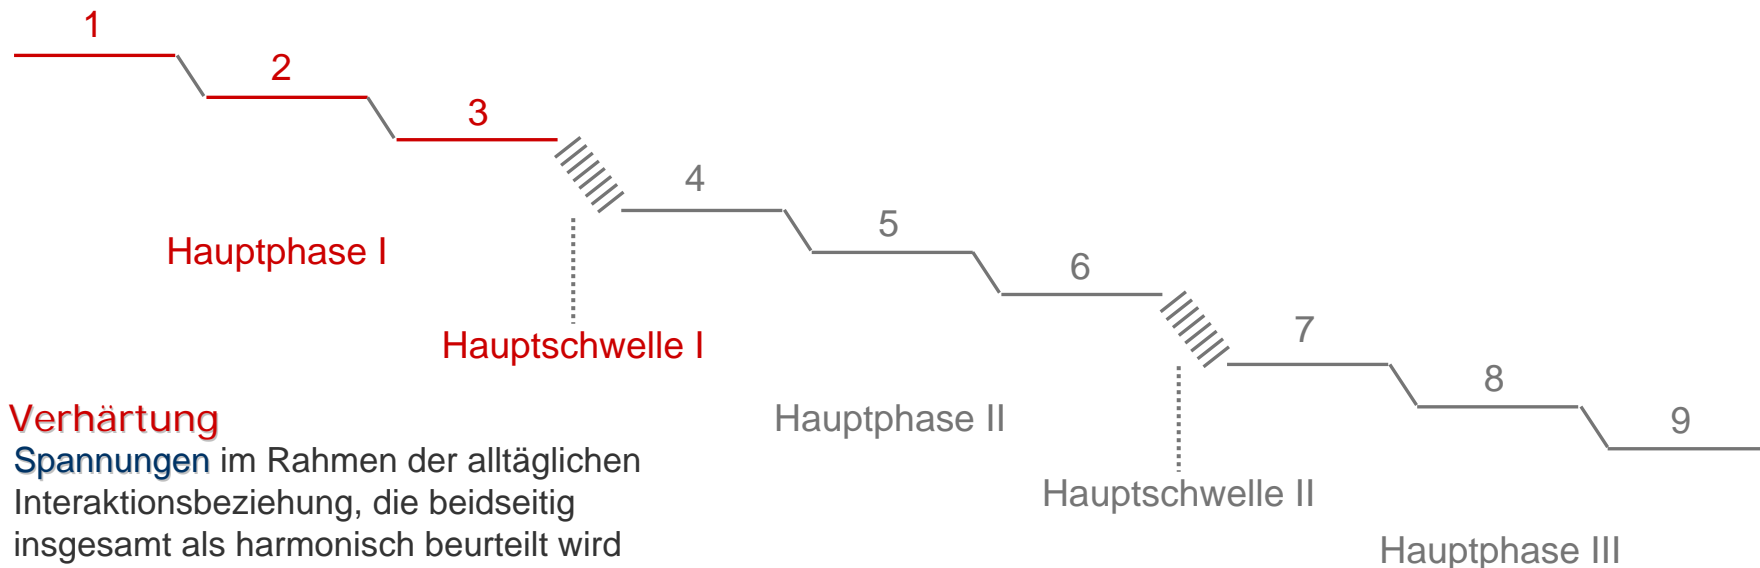 1
2
3
4
5
6
7
8
9
Hauptphase I
Hauptschwelle I
Hauptphase II
Hauptschwelle II
Hauptphase III
Verhärtung
Spannungen im Rahmen der alltäglichen
Interaktionsbeziehung, die beidseitig
insgesamt als harmonisch beurteilt wird